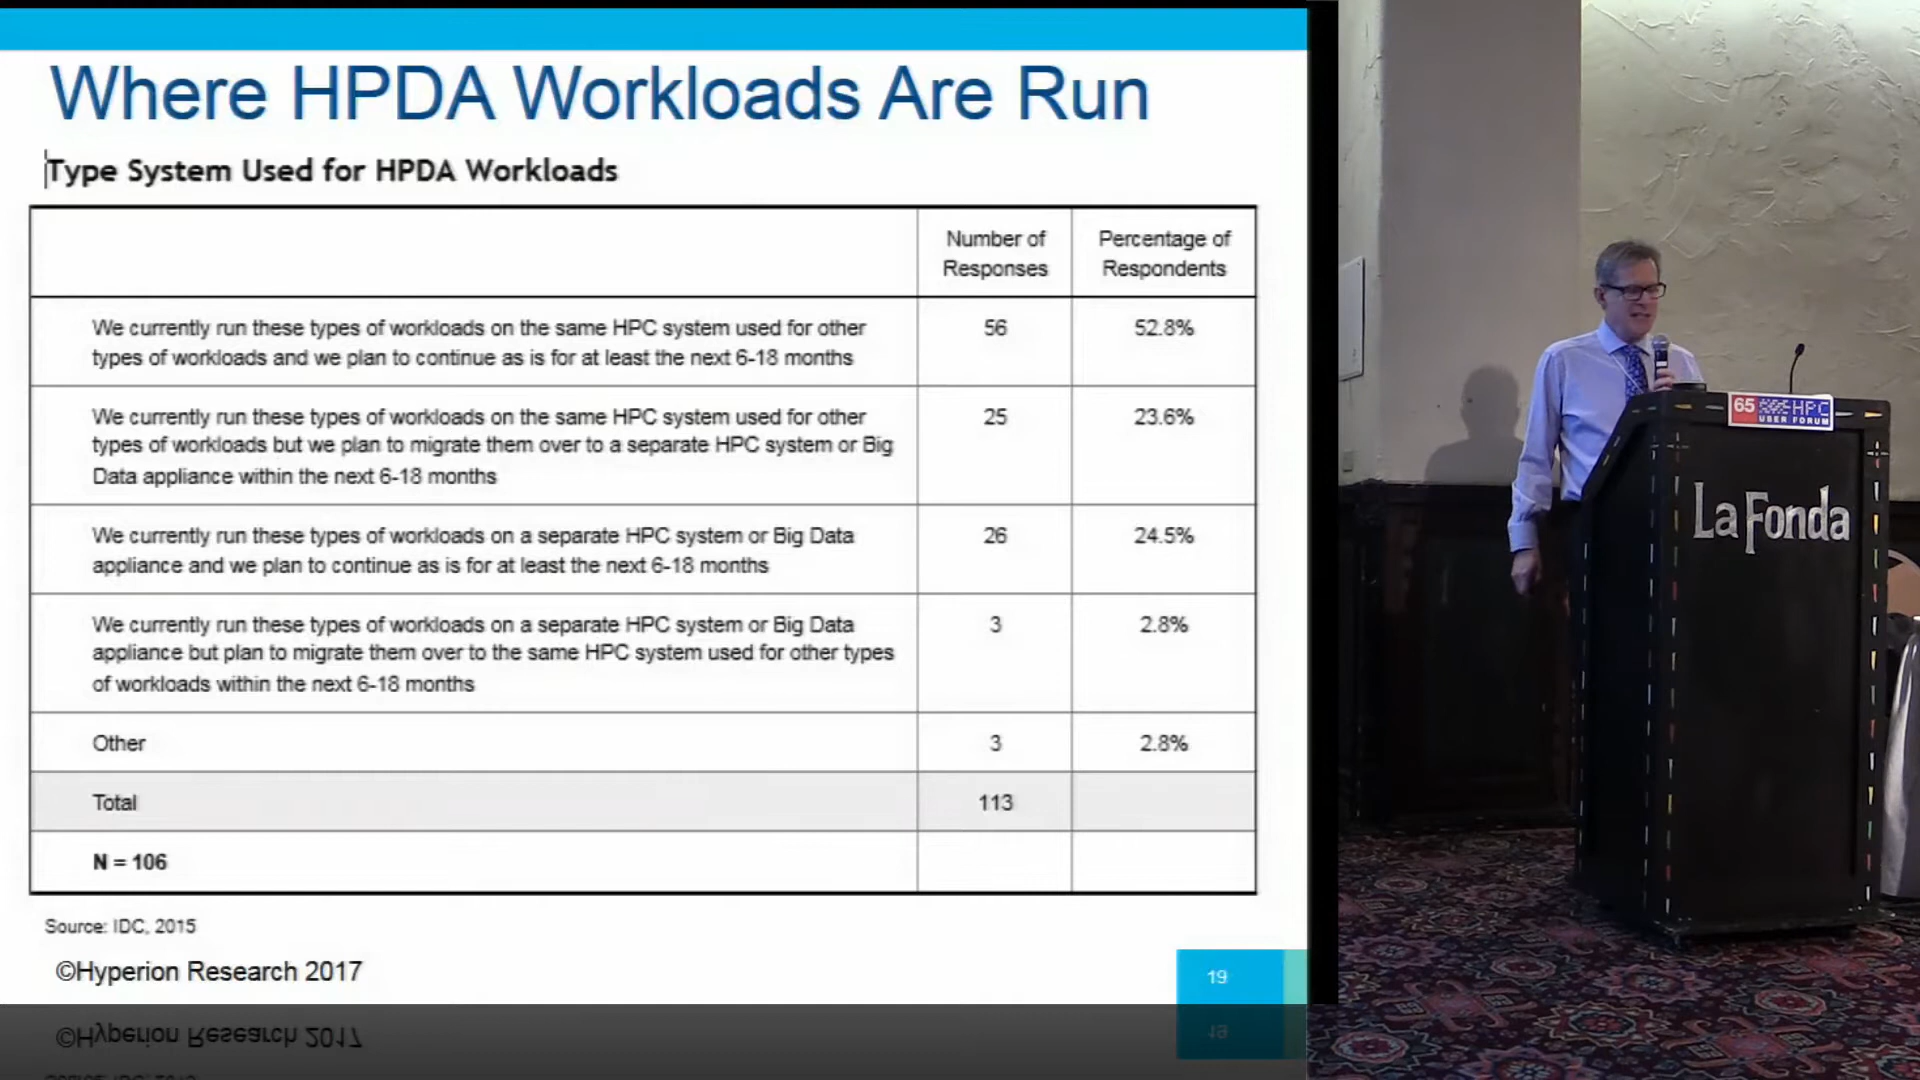 Where HPDA Workloads Are Run
Type System Used for HPDA Workloads
Number of
Responses
Percentage of
Respondents
We currently run these types of workloads on the same HPC system used for other
types of workloads and we plan to continue as is for at least the next 6-18 months
56
52.8%
We currently run these types of workloads on the same HPC system used for other
types of workloads but we plan to migrate them over to a separate HPC system or Big
Data appliance within the next 6-18 months
25
23.6%
We currently run these types of workloads on a separate HPC system or Big Data
appliance and we plan to continue as is for at least the next 6-18 months
26
24.5%
We currently run these types of workloads on a separate HPC system or Big Data
appliance but plan to migrate them over to the same HPC system used for other types
of workloads within the next 6-18 months
3
2.8%
Other
3
2.8%
Total
113
N = 106
Source: IDC, 2015
©Hyperion Research 2017
19
©Hyperion Research 2017
19
65 HPC
USER FORUM
La Fonda